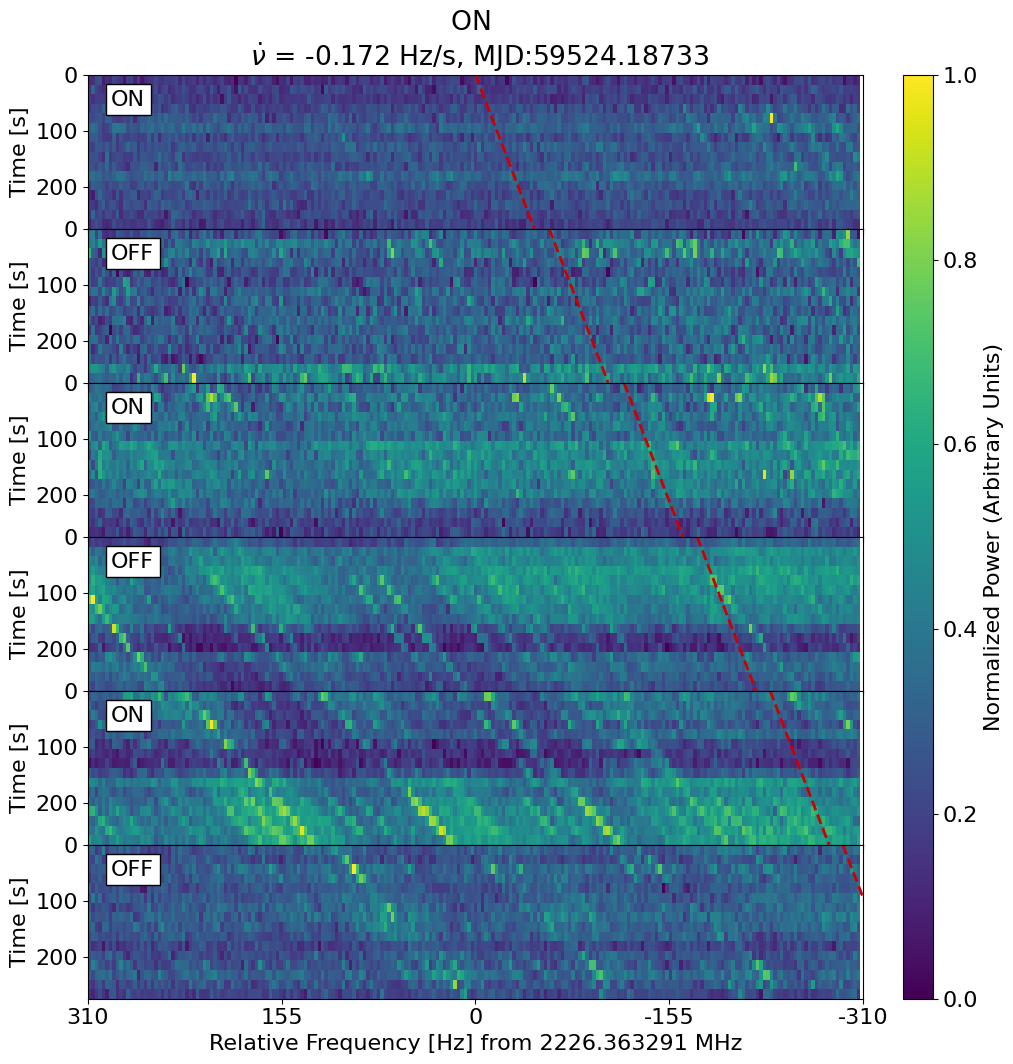 ON
ν̇ = -0.172 Hz/s, MJD:59524.18733
0
ON
100
200
Time [s]
0
OFF
100
200
Time [s]
0
ON
100
200
Time [s]
0
OFF
100
200
Time [s]
0
ON
100
200
Time [s]
0
OFF
100
200
Time [s]
310 155 0 -155 -310
Relative Frequency [Hz] from 2226.363291 MHz
1.0
0.8
0.6
0.4
0.2
0.0
Normalized Power (Arbitrary Units)